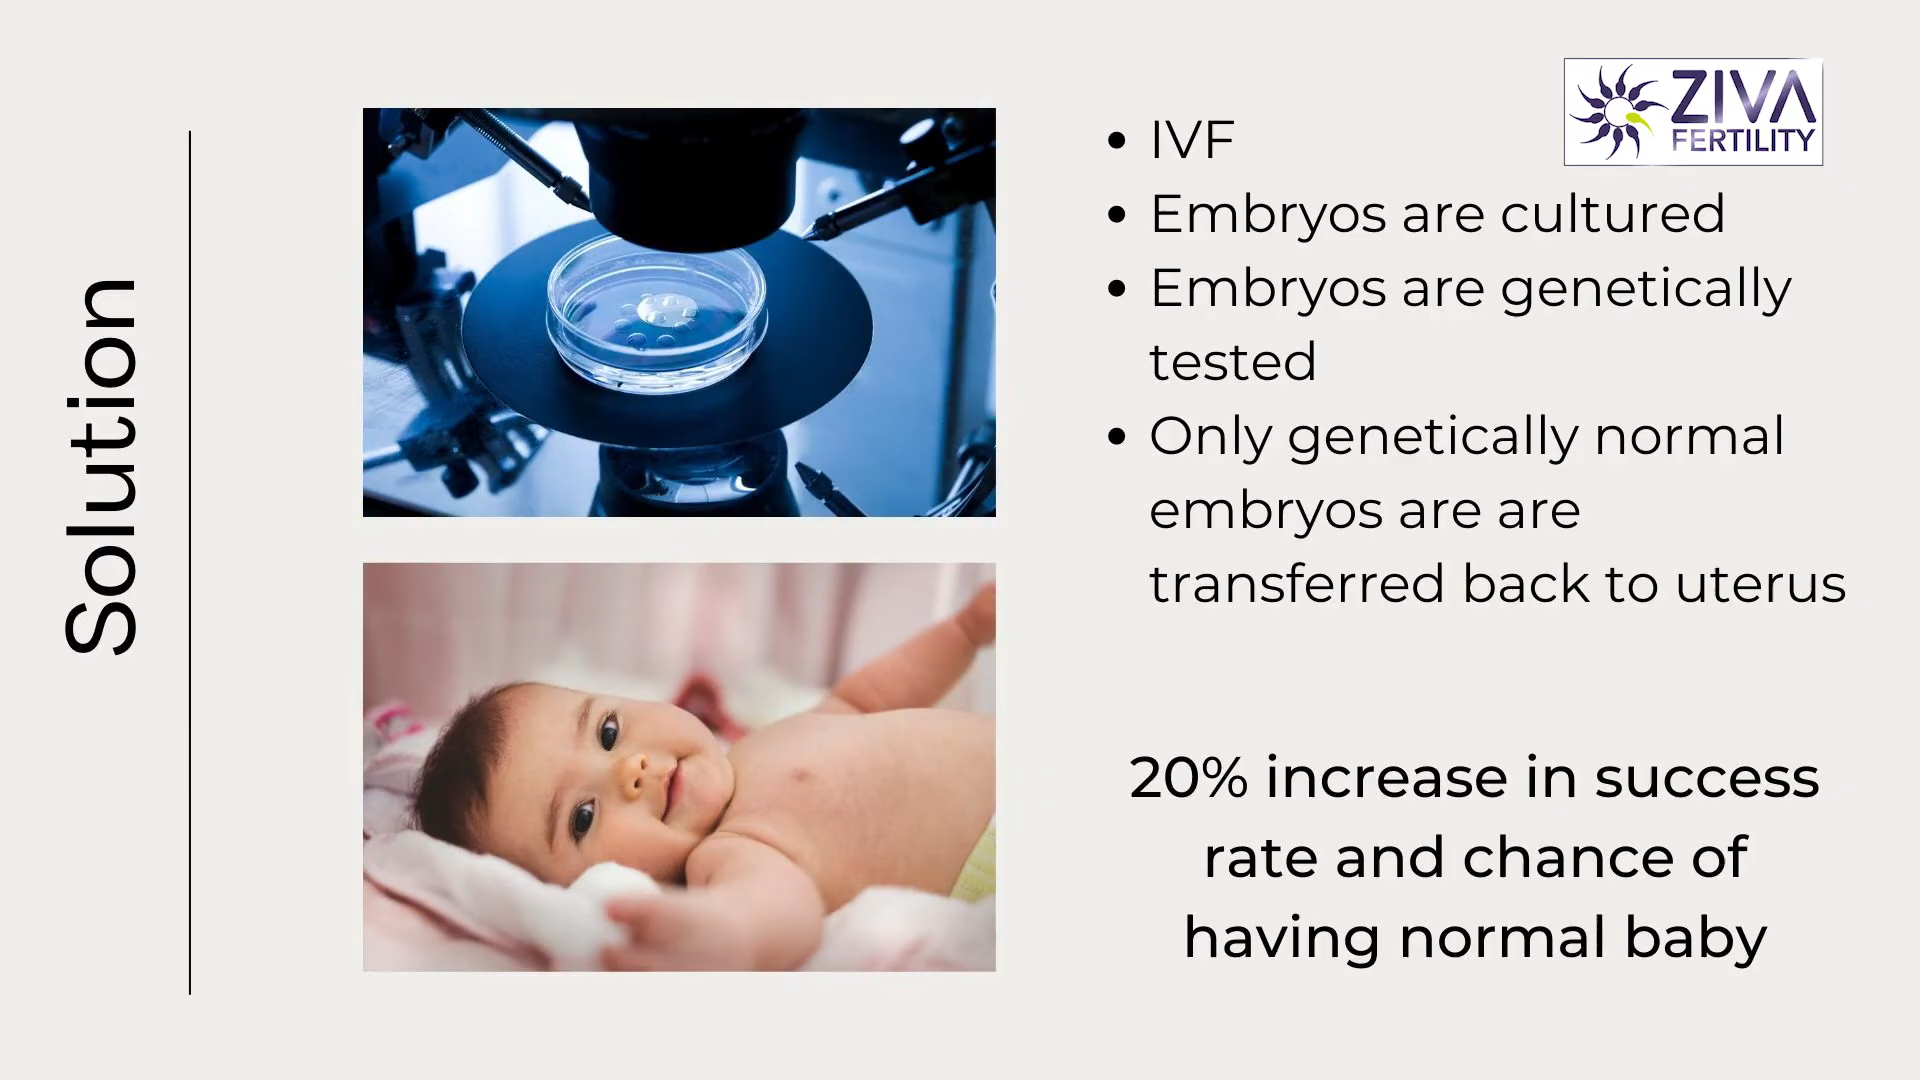 Solution
ZIVA
FERTILITY
• IVF
• Embryos are cultured
• Embryos are genetically
tested
• Only genetically normal
embryos are are
transferred back to uterus
20% increase in success
rate and chance of
having normal baby